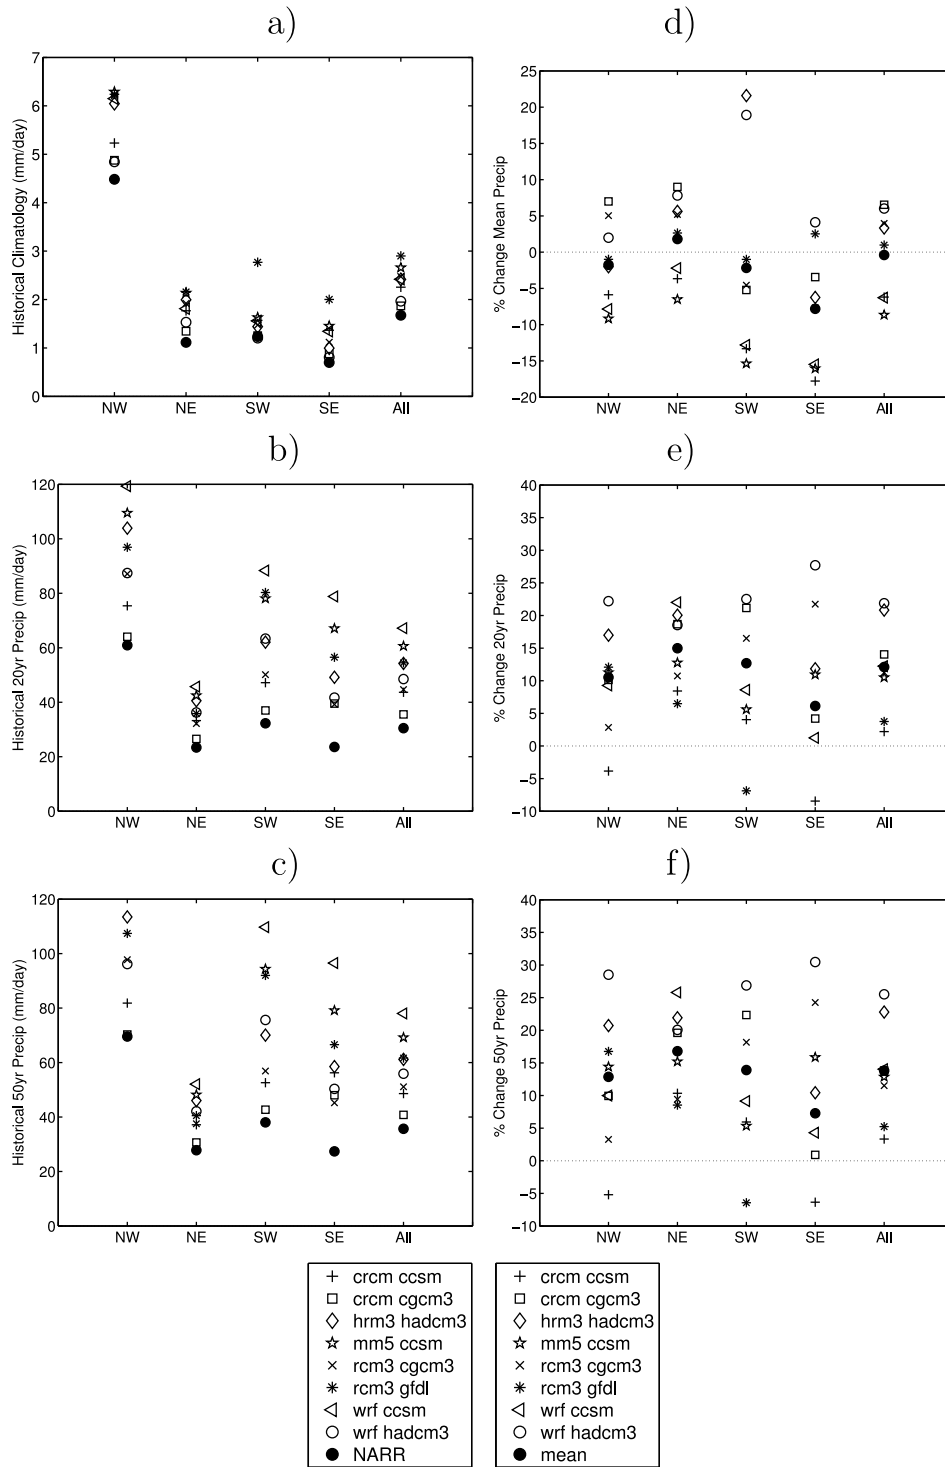 a)
Historical Climatology (mm/day)
7
6
5
4
3
2
1
0
NW NE SW SE All
d)
% Change Mean Precip
25
20
15
10
5
0
−5
−10
−15
−20
NW NE SW SE All
b)
Historical 20yr Precip (mm/day)
120
100
80
60
40
20
0
NW NE SW SE All
e)
% Change 20yr Precip
40
35
30
25
20
15
10
5
0
−5
−10
NW NE SW SE All
c)
Historical 50yr Precip (mm/day)
120
100
80
60
40
20
0
NW NE SW SE All
f)
% Change 50yr Precip
40
35
30
25
20
15
10
5
0
−5
−10
NW NE SW SE All
crcm ccsm
crcm cgcm3
hrm3 hadcm3
mm5 ccsm
rcm3 cgcm3
rcm3 gfdl
wrf ccsm
wrf hadcm3
NARR
crcm ccsm
crcm cgcm3
hrm3 hadcm3
mm5 ccsm
rcm3 cgcm3
rcm3 gfdl
wrf ccsm
wrf hadcm3
mean